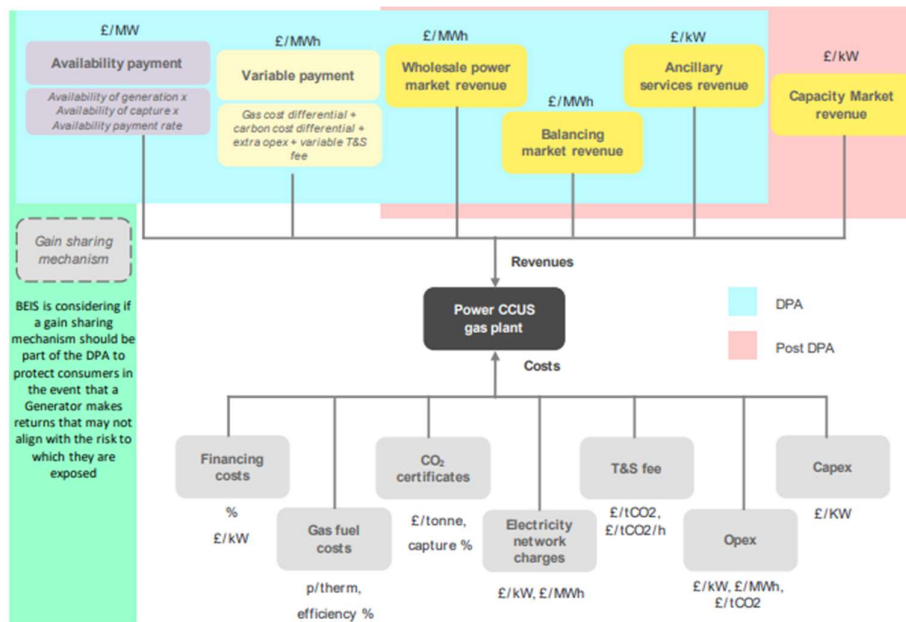 £/MW
Availability payment
Availability of generation x
Availability of capture x
Availability payment rate
£/MWh
Variable payment
Gas cost differential +
carbon cost differential +
extra opex + variable T&S
fee
£/MWh
Wholesale power
market revenue
£/MWh
Balancing
market revenue
£/kW
Ancillary
services revenue
£/kW
Capacity Market
revenue
Gain sharing
mechanism
BEIS is considering if
a gain sharing
mechanism should be
part of the DPA to
protect consumers in
the event that a
Generator makes
returns that may not
align with the risk to
which they are
exposed
Revenues
Power CCUS
gas plant
Costs
DPA
Post DPA
Financing
costs
%
£/kW
Gas fuel
costs
p/therm,
efficiency %
CO₂
certificates
£/tonne,
capture %
Electricity
network
charges
£/kW, £/MWh
T&S fee
£/tCO2,
£/tCO2/h
Opex
£/kW, £/MWh,
£/tCO2
Capex
£/KW